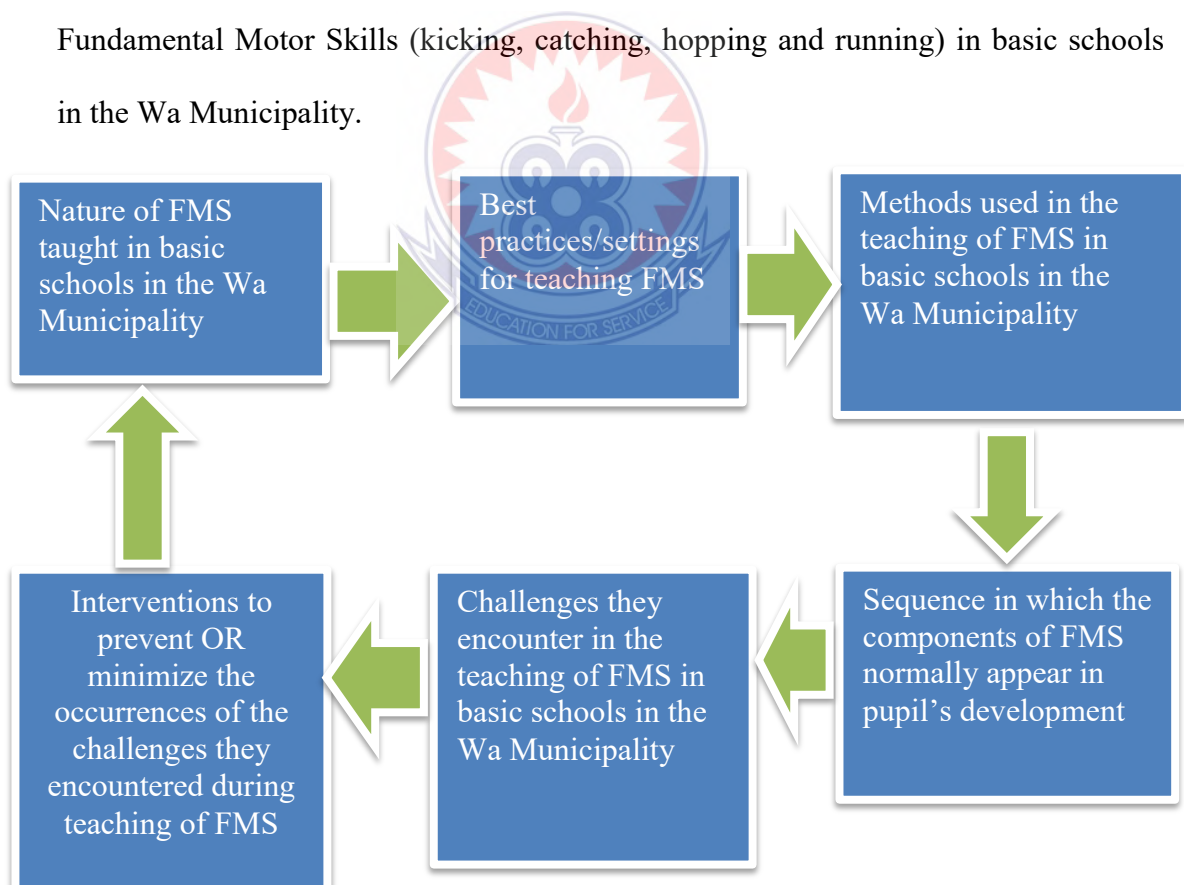 Fundamental Motor Skills (kicking, catching, hopping and running) in basic schools
in the Wa Municipality.
Nature of FMS
taught in basic
schools in the Wa
Municipality
Best
practices/settings
for teaching FMS
EDUCATION FOR SERVICE
Methods used in the
teaching of FMS in
basic schools in the
Wa Municipality
Sequence in which the
components of FMS
normally appear in
pupil's development
Challenges they
encounter in the
teaching of FMS in
basic schools in the
Wa Municipality
Interventions to
prevent OR
minimize the
occurrences of the
challenges they
encountered during
teaching of FMS